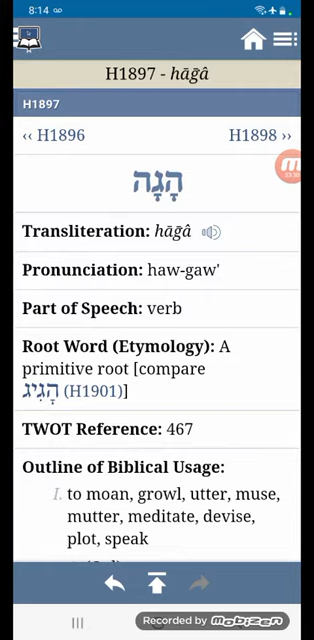 8:14
H1897 - hāḡâ
H1897
‹‹ H1896 H1898 ››
הָגָה
Transliteration: hāḡâ
Pronunciation: haw-gaw'
Part of Speech: verb
Root Word (Etymology): A
primitive root [compare
הָגִיג (H1901)]
TWOT Reference: 467
Outline of Biblical Usage:
I. to moan, growl, utter, muse,
mutter, meditate, devise,
plot, speak
Recorded by mobizen